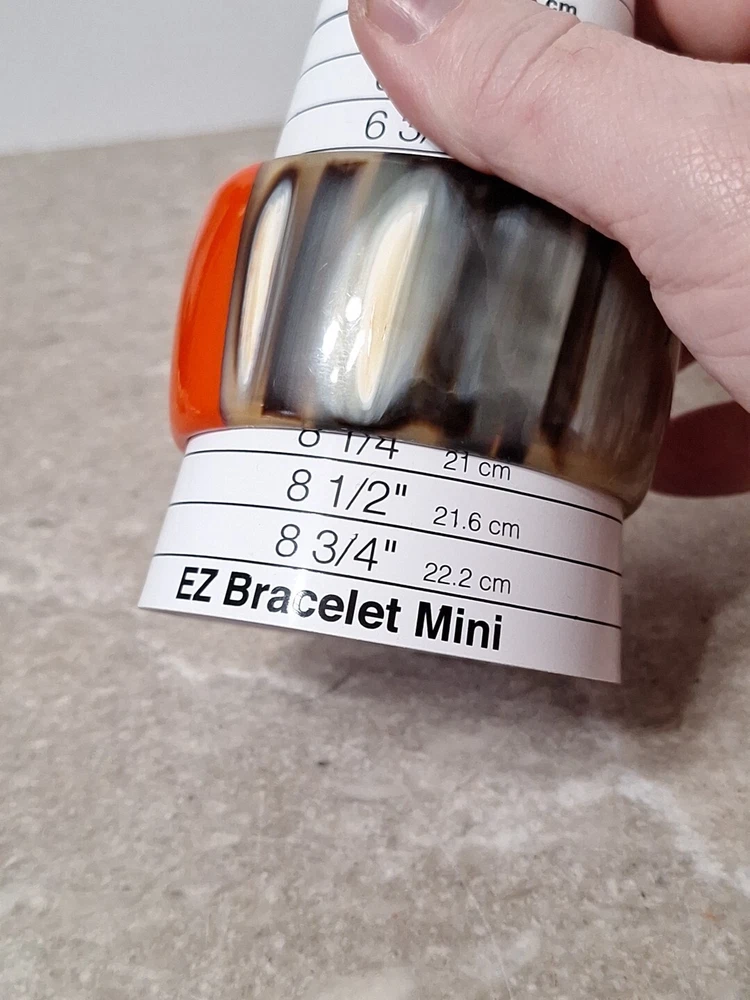 cm
6 3/
8 1/4 21 cm
8 1/2" 21.6 cm
8 3/4" 22.2 cm
EZ Bracelet Mini